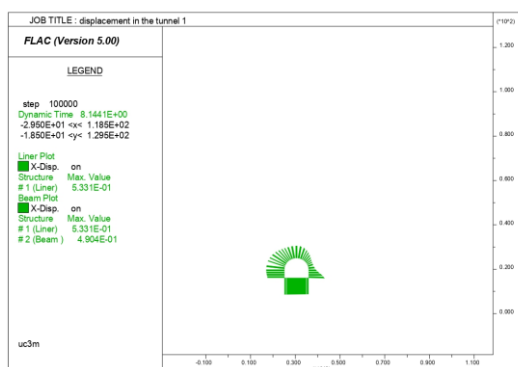 JOB TITLE : displacement in the tunnel 1
FLAC (Version 5.00)
LEGEND
step 100000
Dynamic Time 8.1441E+00
-2.950E+01 <x< 1.185E+02
-1.850E+01 <y< 1.295E+02
Liner Plot
X-Disp. on
Structure Max. Value
# 1 (Liner) 5.331E-01
Beam Plot
X-Disp. on
Structure Max. Value
# 1 (Liner) 5.331E-01
# 2 (Beam ) 4.904E-01
uc3m
(*10^2)
1.200
1.000
0.800
0.600
0.400
0.200
0.000
-0.100 0.100 0.300 0.500 0.700 0.900 1.100